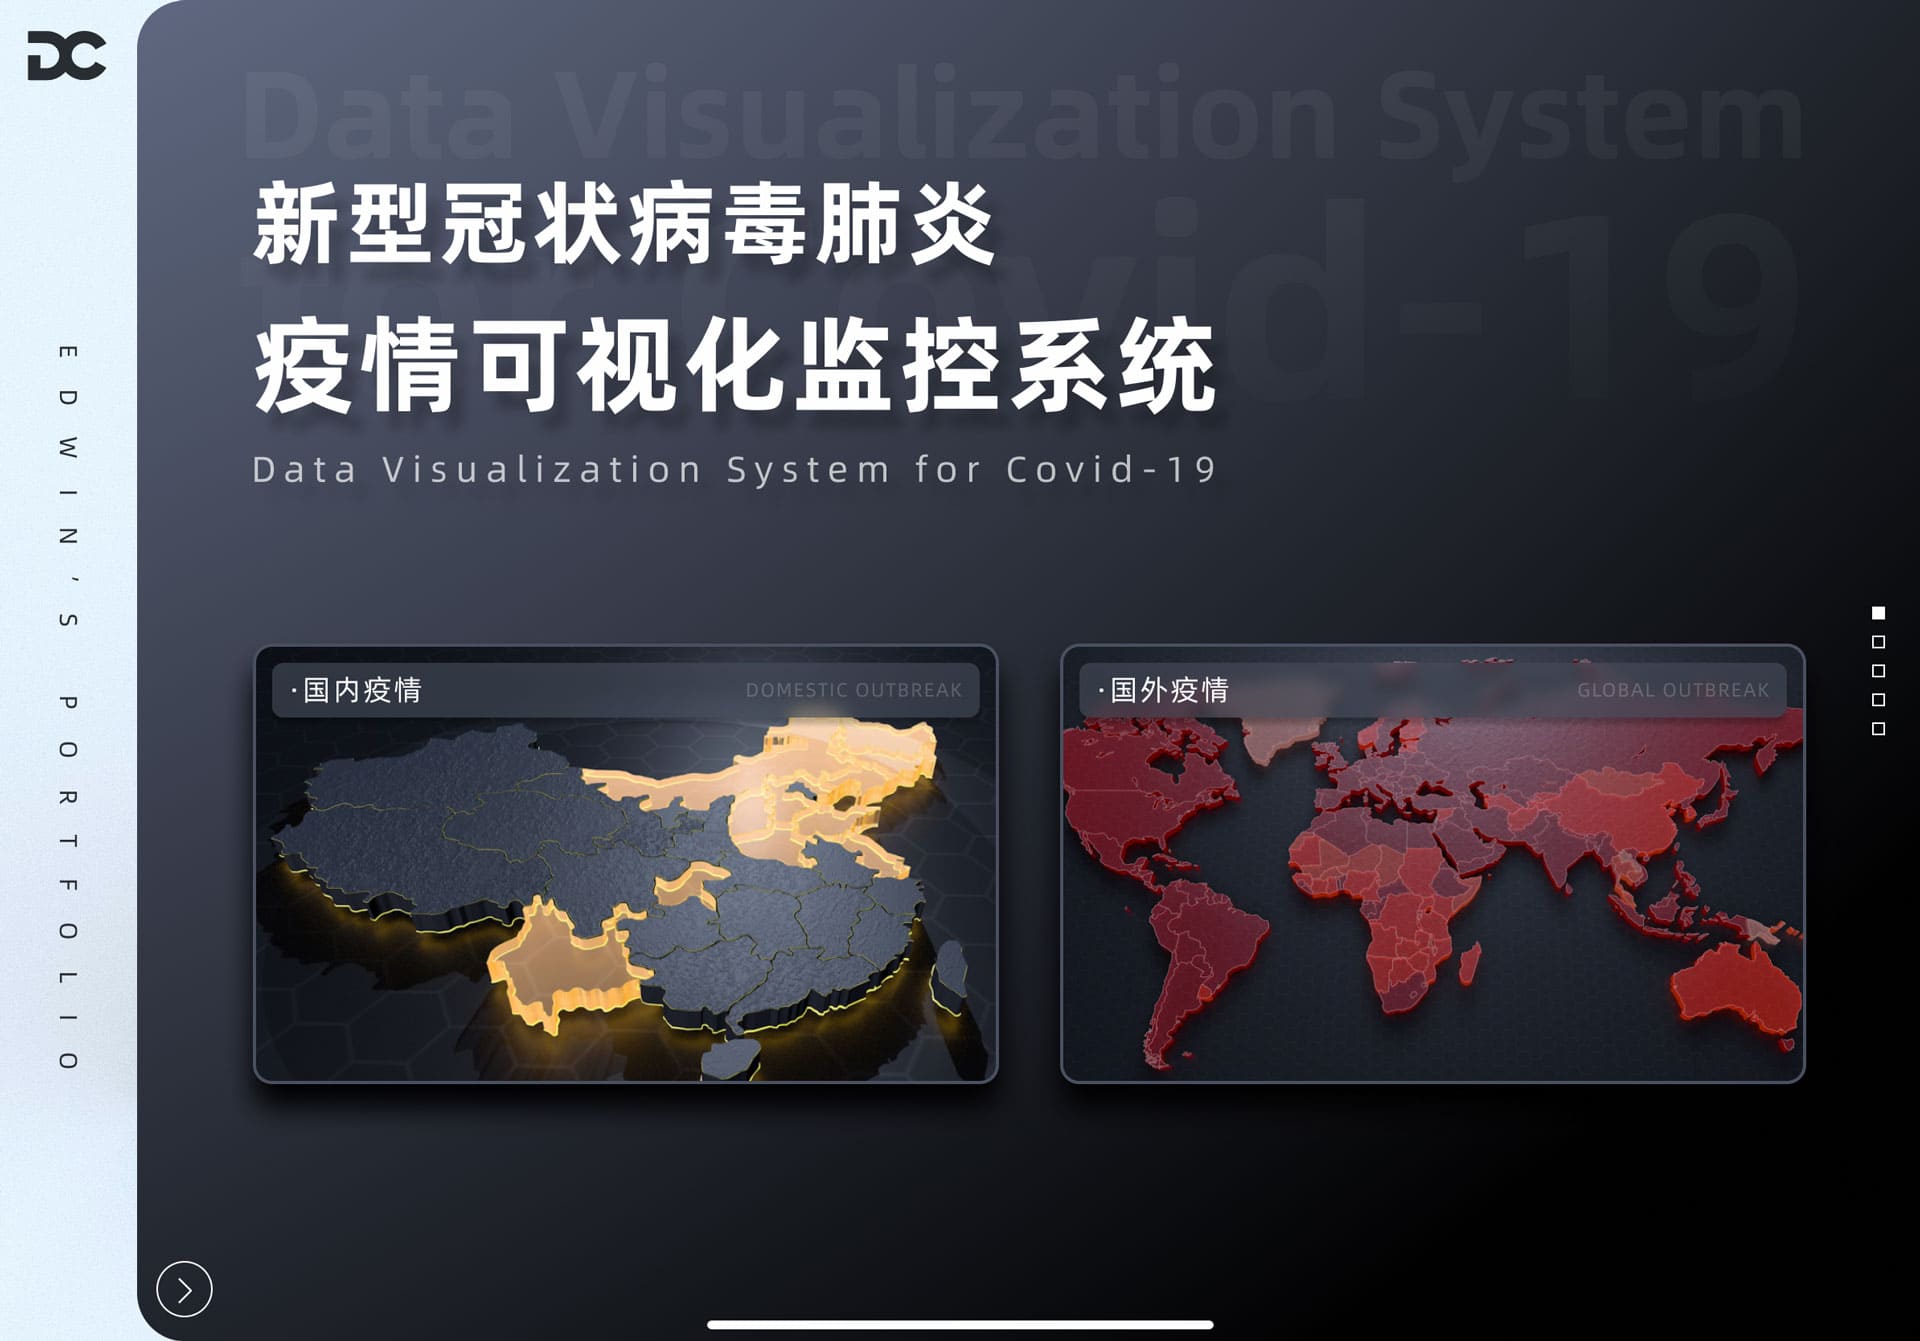 DC
EDWIN'S PORTFOLIO
Data Visualization System
for Covid-19
新型冠状病毒肺炎
疫情可视化监控系统
Data Visualization System for Covid-19
·国内疫情
DOMESTIC OUTBREAK
·国外疫情
GLOBAL OUTBREAK